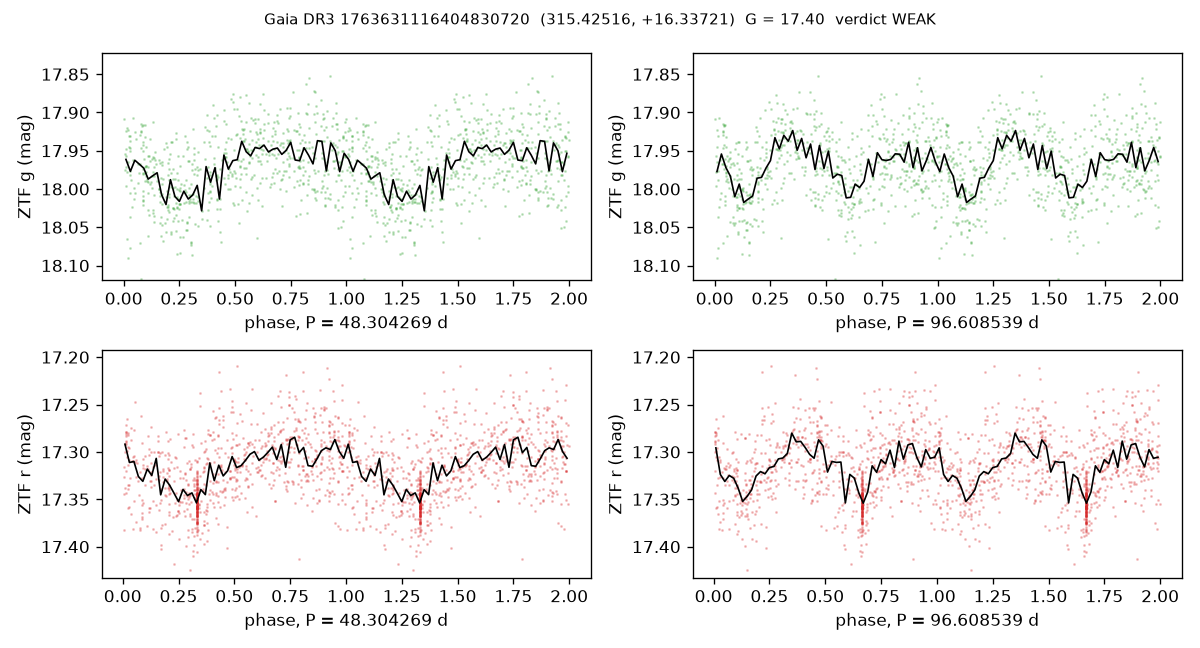 Gaia DR3 1763631116404830720 (315.42516, +16.33721) G = 17.40 verdict WEAK
ZTF g (mag)
17.85
17.90
17.95
18.00
18.05
18.10
0.00 0.25 0.50 0.75 1.00 1.25 1.50 1.75 2.00
phase, P = 48.304269 d
ZTF g (mag)
17.85
17.90
17.95
18.00
18.05
18.10
0.00 0.25 0.50 0.75 1.00 1.25 1.50 1.75 2.00
phase, P = 96.608539 d
ZTF r (mag)
17.20
17.25
17.30
17.35
17.40
0.00 0.25 0.50 0.75 1.00 1.25 1.50 1.75 2.00
phase, P = 48.304269 d
ZTF r (mag)
17.20
17.25
17.30
17.35
17.40
0.00 0.25 0.50 0.75 1.00 1.25 1.50 1.75 2.00
phase, P = 96.608539 d